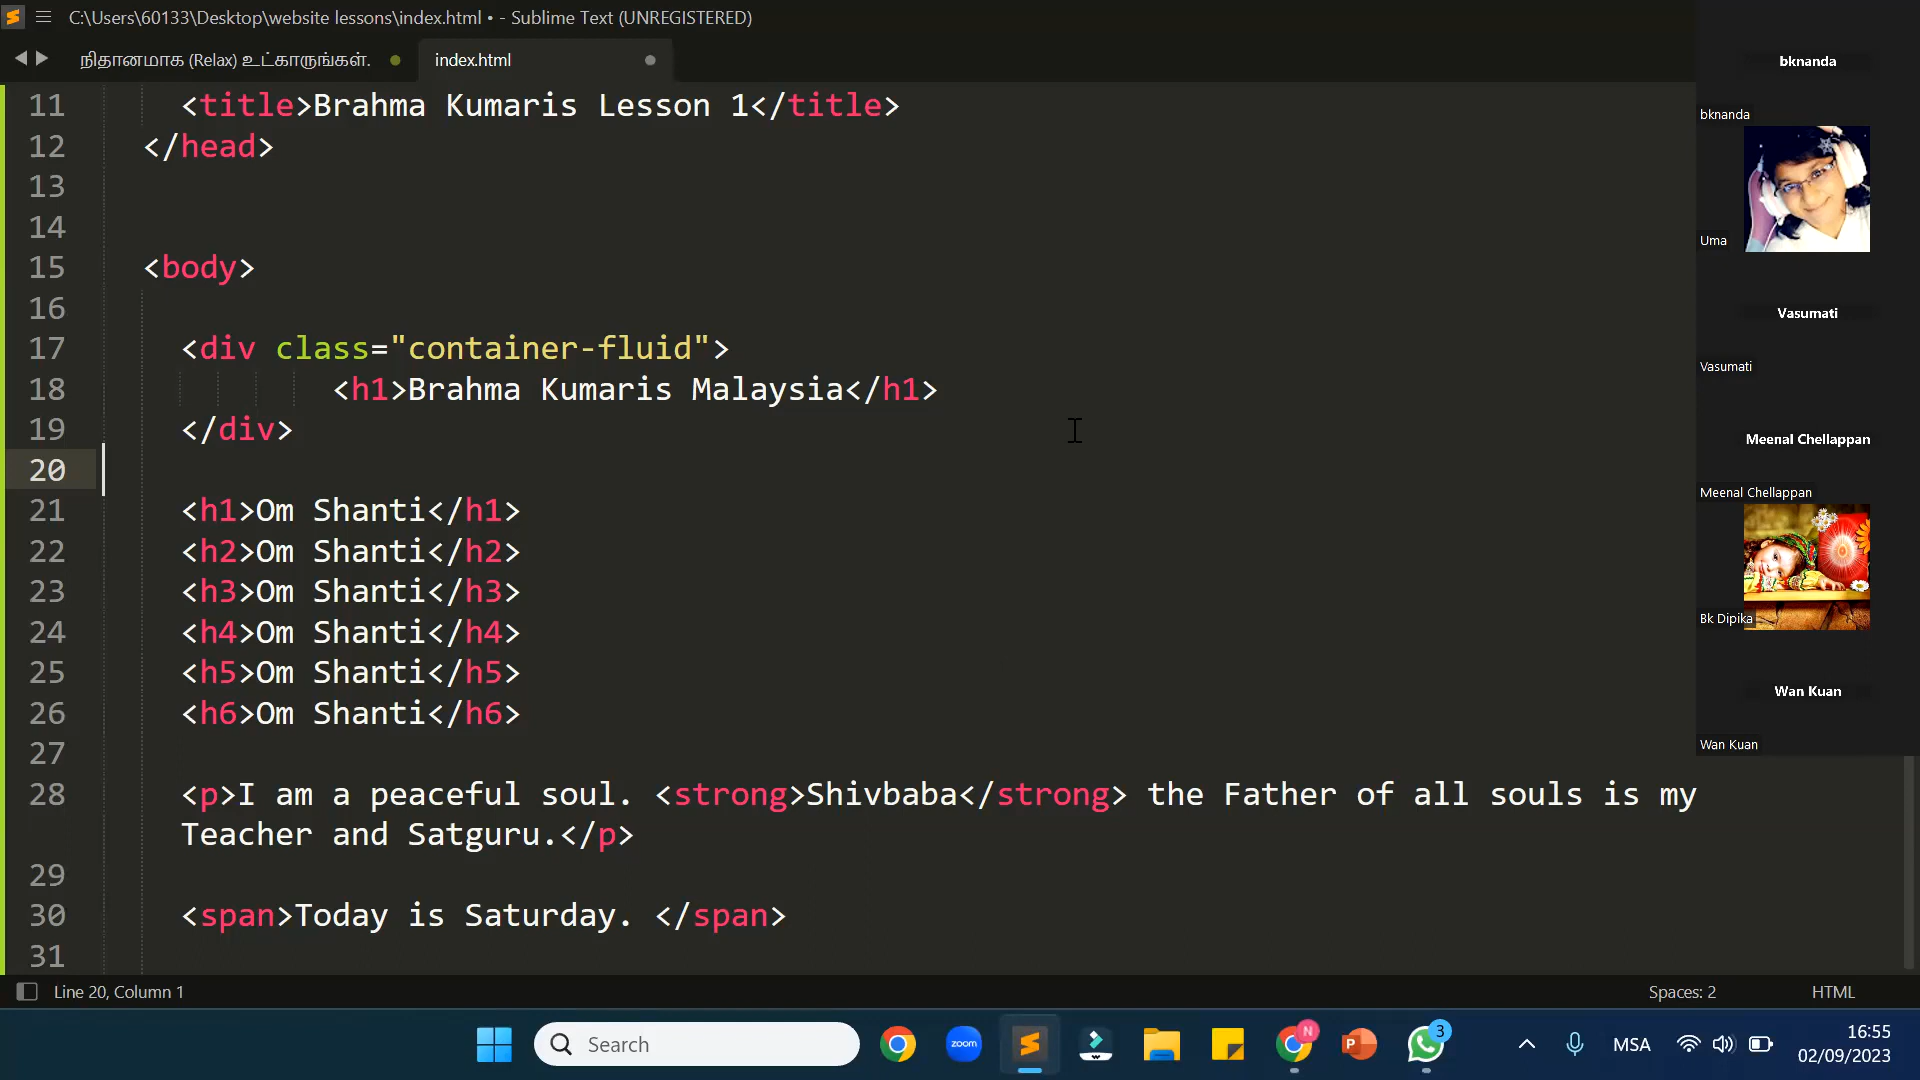 C:\Users\60133\Desktop\website lessons\index.html • - Sublime Text (UNREGISTERED)
நிதானமாக (Relax) உட்காருங்கள்.
index.html
11 <title>Brahma Kumaris Lesson 1</title>
12 </head>
13
14
15 <body>
16
17 <div class="container-fluid">
18 <h1>Brahma Kumaris Malaysia</h1>
19 </div>
20
21 <h1>Om Shanti</h1>
22 <h2>Om Shanti</h2>
23 <h3>Om Shanti</h3>
24 <h4>Om Shanti</h4>
25 <h5>Om Shanti</h5>
26 <h6>Om Shanti</h6>
27
28 <p>I am a peaceful soul. <strong>Shivbaba</strong> the Father of all souls is my
Teacher and Satguru.</p>
29
30 <span>Today is Saturday. </span>
31
bknanda
bknanda
Uma
Vasumati
Vasumati
Meenal Chellappan
Meenal Chellappan
Bk Dipika
Wan Kuan
Wan Kuan
Line 20, Column 1
Spaces: 2
HTML
Search
zoom
N
P
3
MSA
16:55
02/09/2023